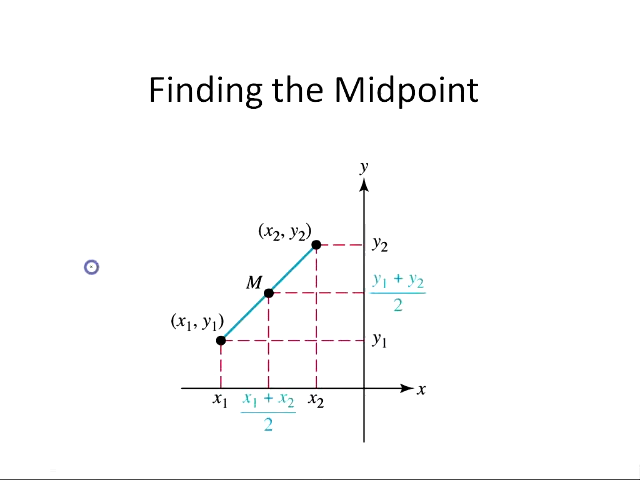 Finding the Midpoint
y
(x₂, y₂)
y₂
M
y₁ + y₂
2
(x₁, y₁)
y₁
x
x₁
x₁ + x₂
2
x₂